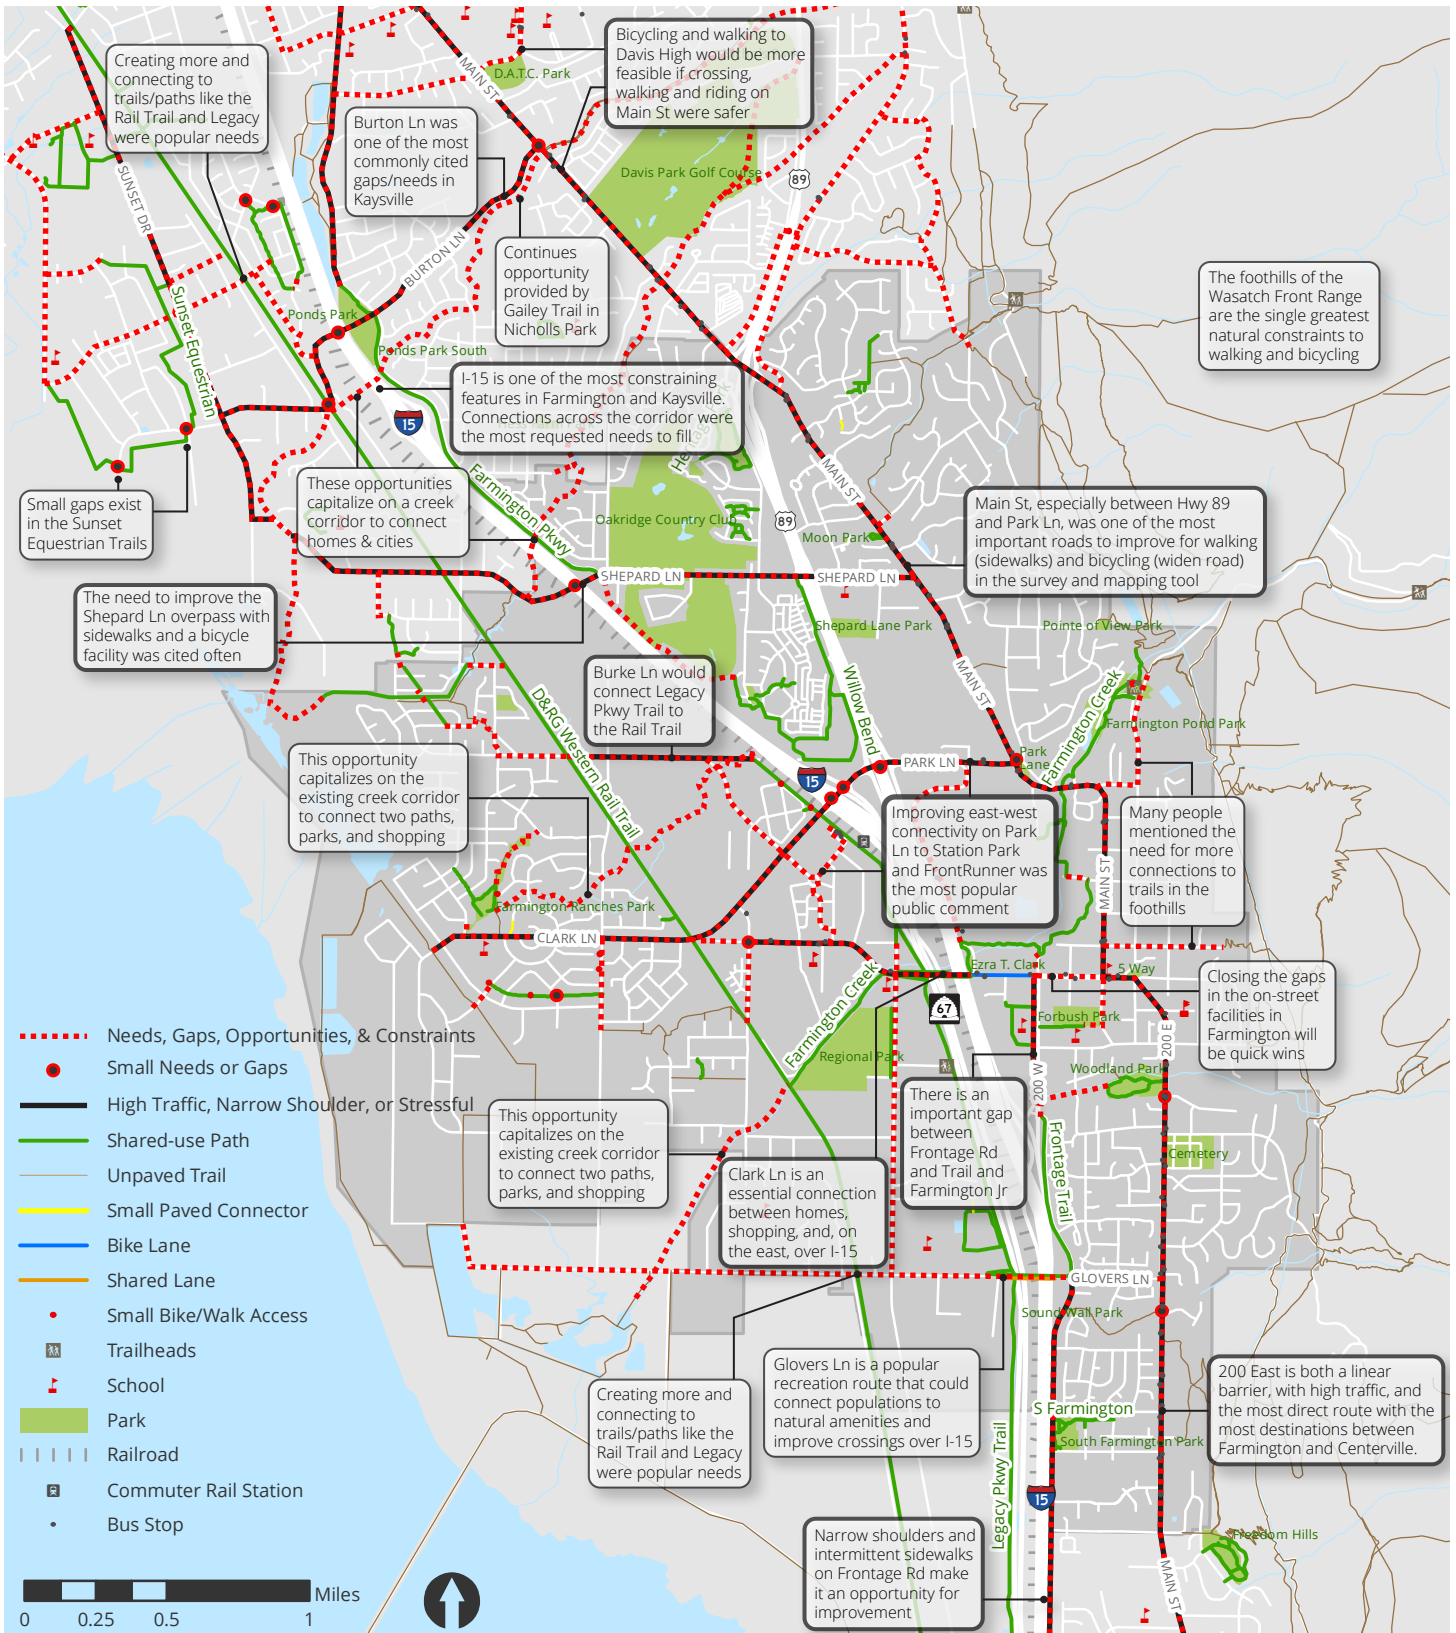 Creating more and
connecting to
trails/paths like the
Rail Trail and Legacy
were popular needs
Bicycling and walking to
Davis High would be more
feasible if crossing,
walking and riding on
Main St were safer
MAIN ST
D.A.T.C. Park
Burton Ln was
one of the most
commonly cited
gaps/needs in
Kaysville
Davis Park Golf Course
89
SUNSET DR
BURTON LN
Continues
opportunity
provided by
Gailey Trail in
Nicholls Park
The foothills of the
Wasatch Front Range
are the single greatest
natural constraints to
walking and bicycling
Sunset Equestrian
Ponds Park
Ponds Park South
I-15 is one of the most constraining
features in Farmington and Kaysville.
Connections across the corridor were
the most requested needs to fill
15
Small gaps exist
in the Sunset
Equestrian Trails
These opportunities
capitalize on a creek
corridor to connect
homes & cities
Farmington Pkwy
Oakridge Country Club
89
MAIN ST
Moon Park
Main St, especially between Hwy 89
and Park Ln, was one of the most
important roads to improve for walking
(sidewalks) and bicycling (widen road)
in the survey and mapping tool
SHEPARD LN
SHEPARD LN
The need to improve the
Shepard Ln overpass with
sidewalks and a bicycle
facility was cited often
Shepard Lane Park
Pointe of View Park
Burke Ln would
connect Legacy
Pkwy Trail to
the Rail Trail
Willow Bend
MAIN ST
Farmington Creek
Farmington Pond Park
D&RG Western Rail Trail
This opportunity
capitalizes on the
existing creek corridor
to connect two paths,
parks, and shopping
15
PARK LN
Park
Lane
Improving east-west
connectivity on Park
Ln to Station Park
and FrontRunner was
the most popular
public comment
Many people
mentioned the
need for more
connections to
trails in the
foothills
MAIN ST
Farmington Ranches Park
CLARK LN
Farmington Creek
Ezra T. Clark
5 Way
Closing the gaps
in the on-street
facilities in
Farmington will
be quick wins
67
Forbush Park
Regional Park
Woodland Park
200 E
200 W
There is an
important gap
between
Frontage Rd
and Trail and
Farmington Jr
This opportunity
capitalizes on the
existing creek corridor
to connect two paths,
parks, and shopping
Clark Ln is an
essential connection
between homes,
shopping, and, on
the east, over I-15
Frontage Trail
Cemetery
GLOVERS LN
Sound Wall Park
Creating more and
connecting to
trails/paths like the
Rail Trail and Legacy
were popular needs
Glovers Ln is a popular
recreation route that could
connect populations to
natural amenities and
improve crossings over I-15
200 East is both a linear
barrier, with high traffic, and
the most direct route with the
most destinations between
Farmington and Centerville.
S Farmington
South Farmington Park
Legacy Pkwy Trail
15
Freedom Hills
Narrow shoulders and
intermittent sidewalks
on Frontage Rd make
it an opportunity for
improvement
MAIN ST
Needs, Gaps, Opportunities, & Constraints
Small Needs or Gaps
High Traffic, Narrow Shoulder, or Stressful
Shared-use Path
Unpaved Trail
Small Paved Connector
Bike Lane
Shared Lane
Small Bike/Walk Access
Trailheads
School
Park
Railroad
Commuter Rail Station
Bus Stop
Miles
0 0.25 0.5 1